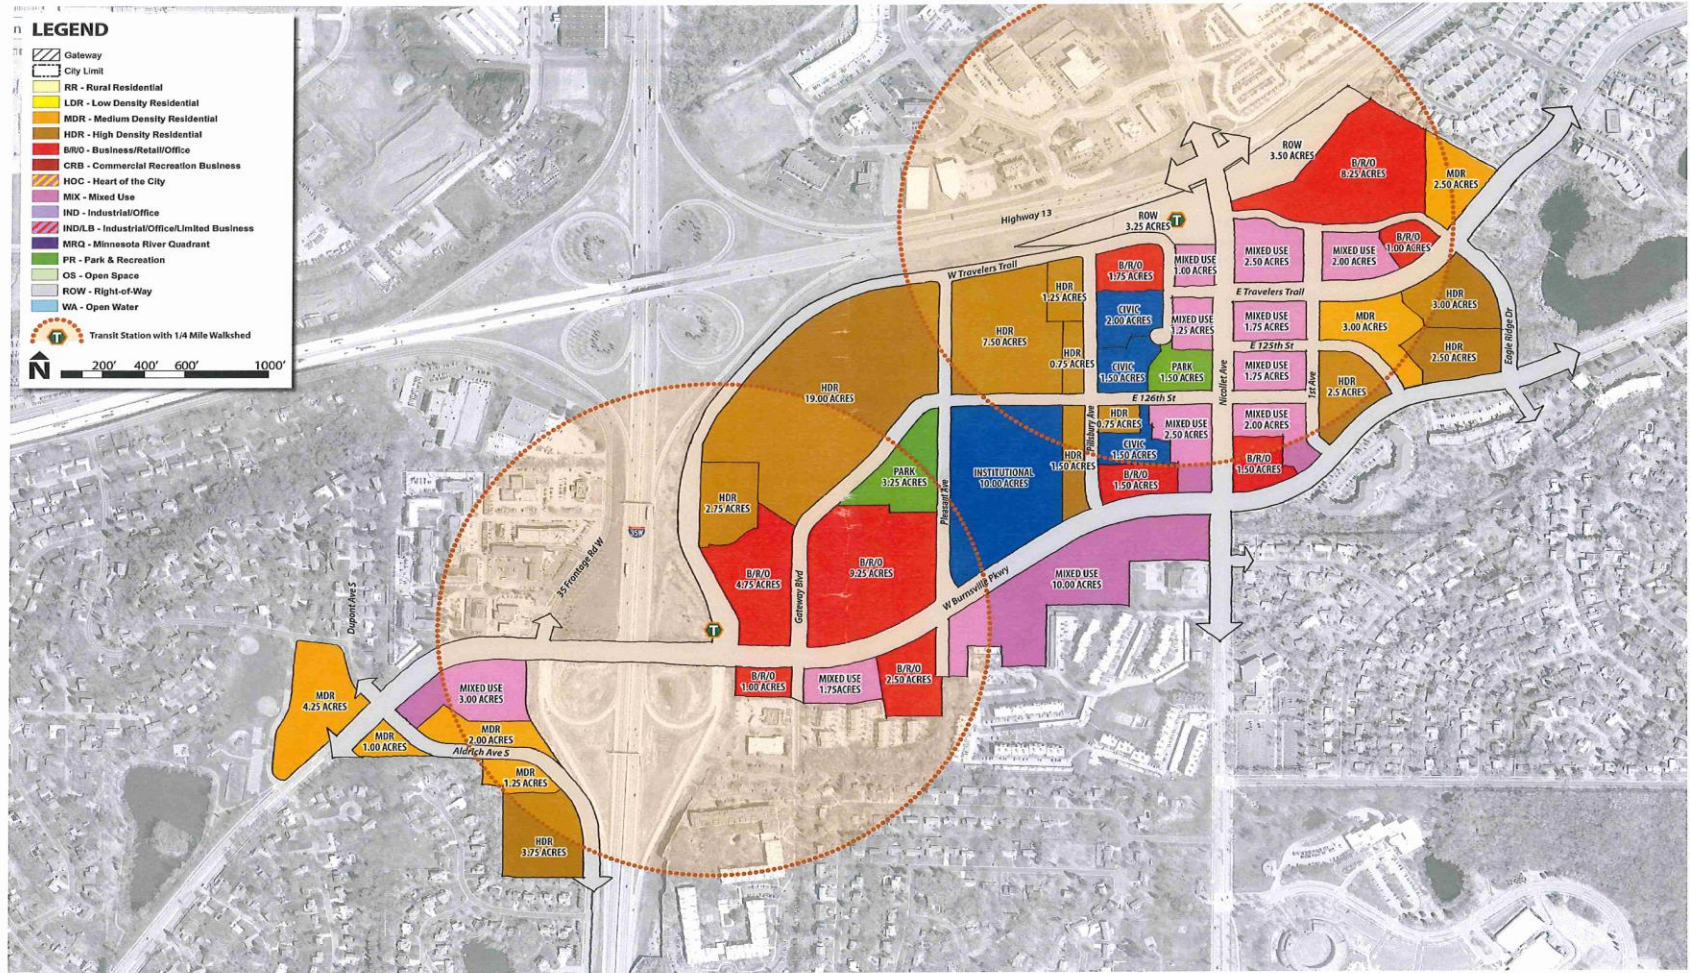 LEGEND
Gateway
City Limit
RR - Rural Residential
LDR - Low Density Residential
MDR - Medium Density Residential
HDR - High Density Residential
B/R/O - Business/Retail/Office
CRB - Commercial Recreation Business
HOC - Heart of the City
MIX - Mixed Use
IND - Industrial/Office
IND/LB - Industrial/Office/Limited Business
MRQ - Minnesota River Quadrant
PR - Park & Recreation
OS - Open Space
ROW - Right-of-Way
WA - Open Water
T
Transit Station with 1/4 Mile Walkshed
N
200'
400'
600'
1000'
ROW
3.50 ACRES
B/R/O
8.25 ACRES
MDR
2.50 ACRES
Highway 13
ROW
3.25 ACRES
T
B/R/O
1.00 ACRES
MIXED USE
2.50 ACRES
MIXED USE
2.00 ACRES
MIXED USE
1.00 ACRES
B/R/O
1.75 ACRES
W Travelers Trail
E Travelers Trail
HDR
1.25 ACRES
HDR
3.00 ACRES
CIVIC
2.00 ACRES
MIXED USE
1.25 ACRES
MIXED USE
1.75 ACRES
MDR
3.00 ACRES
Eagle Ridge Dr
HDR
7.50 ACRES
E 125th St
HDR
0.75 ACRES
HDR
2.50 ACRES
CIVIC
1.50 ACRES
PARK
1.50 ACRES
MIXED USE
1.75 ACRES
Nicollet Ave
1st Ave
HDR
2.5 ACRES
HDR
19.00 ACRES
E 126th St
Pillsbury Ave
HDR
0.75 ACRES
MIXED USE
2.50 ACRES
MIXED USE
2.00 ACRES
CIVIC
1.50 ACRES
HDR
1.50 ACRES
B/R/O
1.50 ACRES
B/R/O
1.50 ACRES
PARK
3.25 ACRES
INSTITUTIONAL
10.00 ACRES
Pleasant Ave
HDR
2.75 ACRES
35W
35 Frontage Rd W
B/R/O
4.75 ACRES
Gateway Blvd
B/R/O
9.25 ACRES
MIXED USE
10.00 ACRES
W Burnsville Pkwy
Dupont Ave S
T
B/R/O
1.00 ACRES
MIXED USE
1.75ACRES
B/R/O
2.50 ACRES
MIXED USE
3.00 ACRES
MDR
4.25 ACRES
MDR
1.00 ACRES
MDR
2.00 ACRES
Aldrich Ave S
MDR
1.25 ACRES
HDR
3.75 ACRES